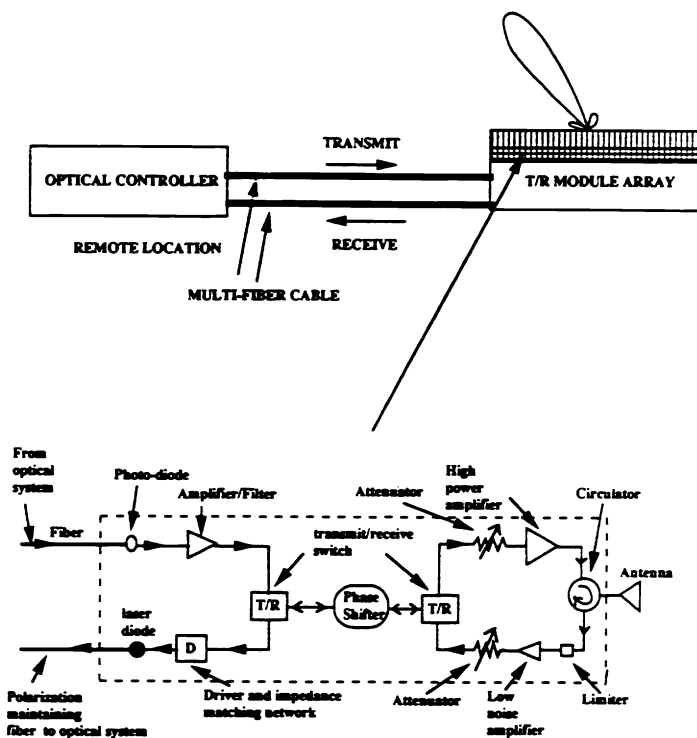 TRANSMIT
OPTICAL CONTROLLER
T/R MODULE ARRAY
REMOTE LOCATION
RECEIVE
MULTI-FIBER CABLE
From
optical
system
Photo-diode
Amplifier/Filter
Fiber
transmit/receive
switch
Attenuator
High
power
amplifier
Circulator
Antenna
T/R
Phase
Shifter
T/R
laser
diode
D
Polarization
maintaining
fiber to optical system
Driver and impedance
matching network
Attenuator
Low
noise
amplifier
Limiter